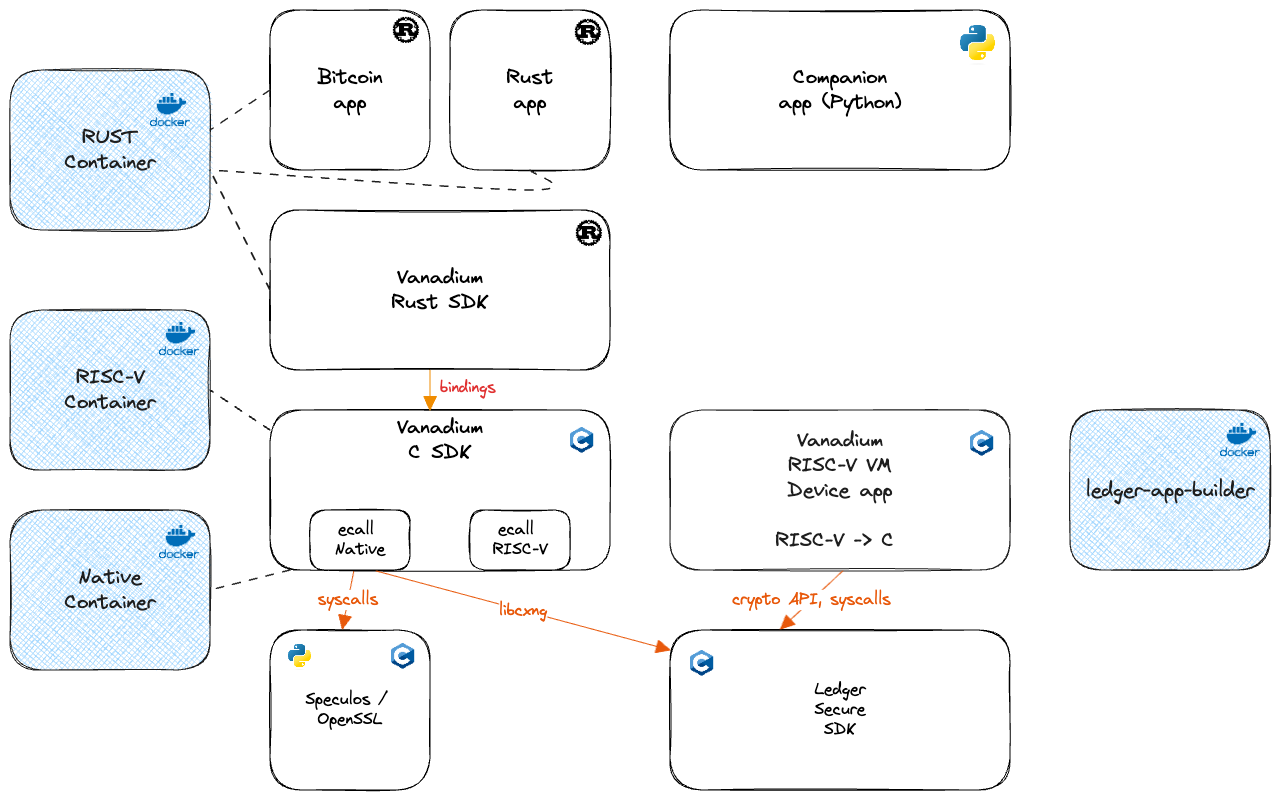 Bitcoin
app
R
Rust
app
R
Companion
app (Python)
docker
RUST
Container
R
Vanadium
Rust SDK
docker
RISC-V
Container
bindings
Vanadium
C SDK
C
ecall
Native
ecall
RISC-V
Vanadium
RISC-V VM
Device app
RISC-V -> C
C
docker
ledger-app-builder
docker
Native
Container
syscalls
libcxng
crypto API, syscalls
C
Speculos /
OpenSSL
C
Ledger
Secure
SDK